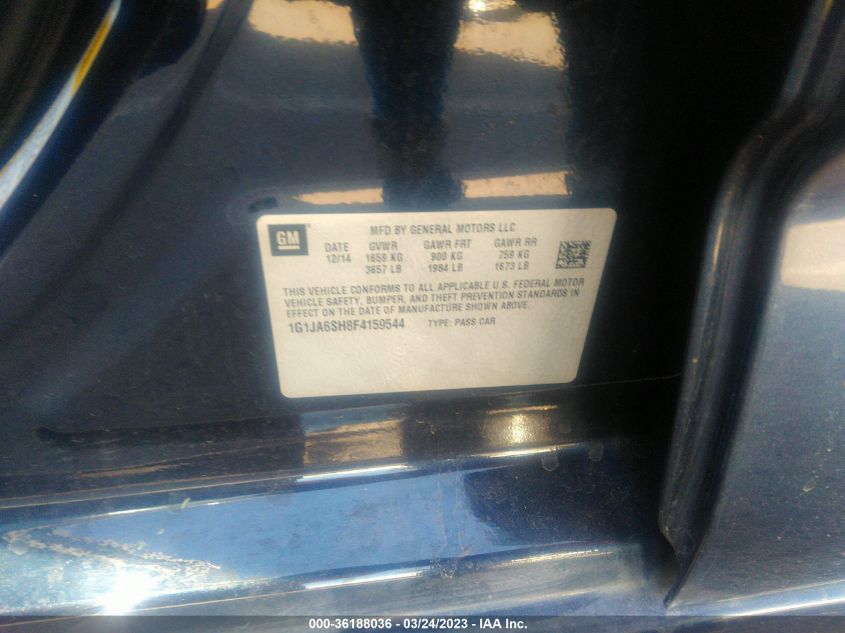 GM
MFD BY GENERAL MOTORS LLC
DATE GVWR GAWR FRT GAWR RR
12/14 1659 KG 900 KG 759 KG
3657 LB 1984 LB 1673 LB
THIS VEHICLE CONFORMS TO ALL APPLICABLE U.S. FEDERAL MOTOR
VEHICLE SAFETY, BUMPER, AND THEFT PREVENTION STANDARDS IN
EFFECT ON THE DATE OF MANUFACTURE SHOWN ABOVE.
1G1JA6SH8F4159544 TYPE: PASS CAR
000-36188036 - 03/24/2023 - IAA Inc.